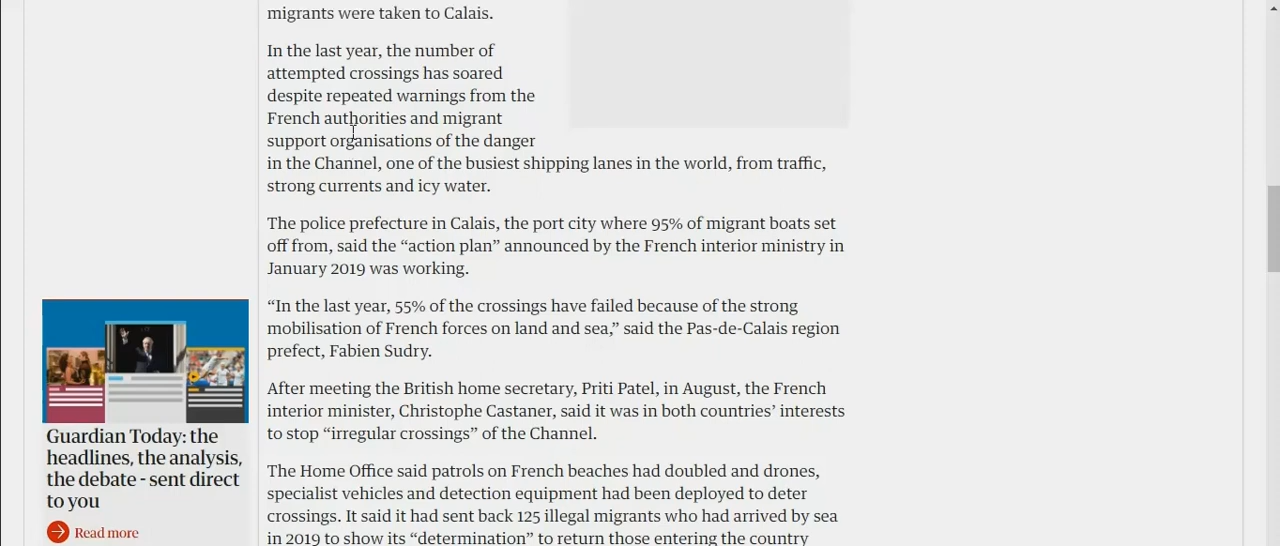 migrants were taken to Calais.
In the last year, the number of
attempted crossings has soared
despite repeated warnings from the
French authorities and migrant
support organisations of the danger
in the Channel, one of the busiest shipping lanes in the world, from traffic,
strong currents and icy water.
The police prefecture in Calais, the port city where 95% of migrant boats set
off from, said the “action plan” announced by the French interior ministry in
January 2019 was working.
“In the last year, 55% of the crossings have failed because of the strong
mobilisation of French forces on land and sea,” said the Pas-de-Calais region
prefect, Fabien Sudry.
After meeting the British home secretary, Priti Patel, in August, the French
interior minister, Christophe Castaner, said it was in both countries’ interests
to stop “irregular crossings” of the Channel.
The Home Office said patrols on French beaches had doubled and drones,
specialist vehicles and detection equipment had been deployed to deter
crossings. It said it had sent back 125 illegal migrants who had arrived by sea
in 2019 to show its “determination” to return those entering the country
Guardian Today: the
headlines, the analysis,
the debate - sent direct
to you
Read more